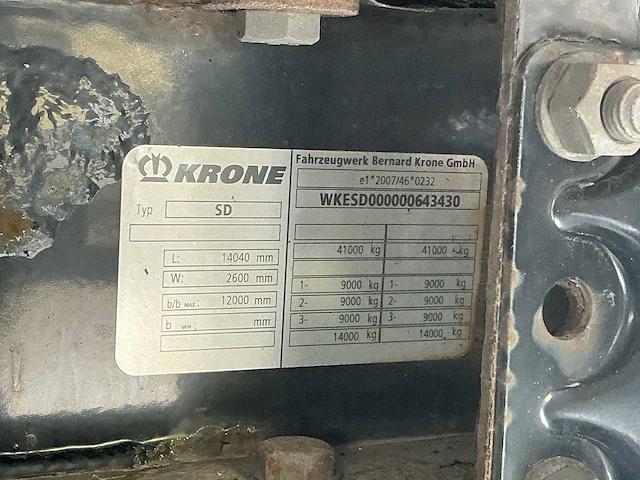 KRONE
Typ SD
L: 14040 mm
W: 2600 mm
b/b MAX: 12000 mm
b MIN: mm
Fahrzeugwerk Bernard Krone GmbH
e1*2007/46*0232
WKESD000000643430
41000 kg 41000 kg
1- 9000 kg 1- 9000 kg
2- 9000 kg 2- 9000 kg
3- 9000 kg 3- 9000 kg
14000 kg 14000 kg